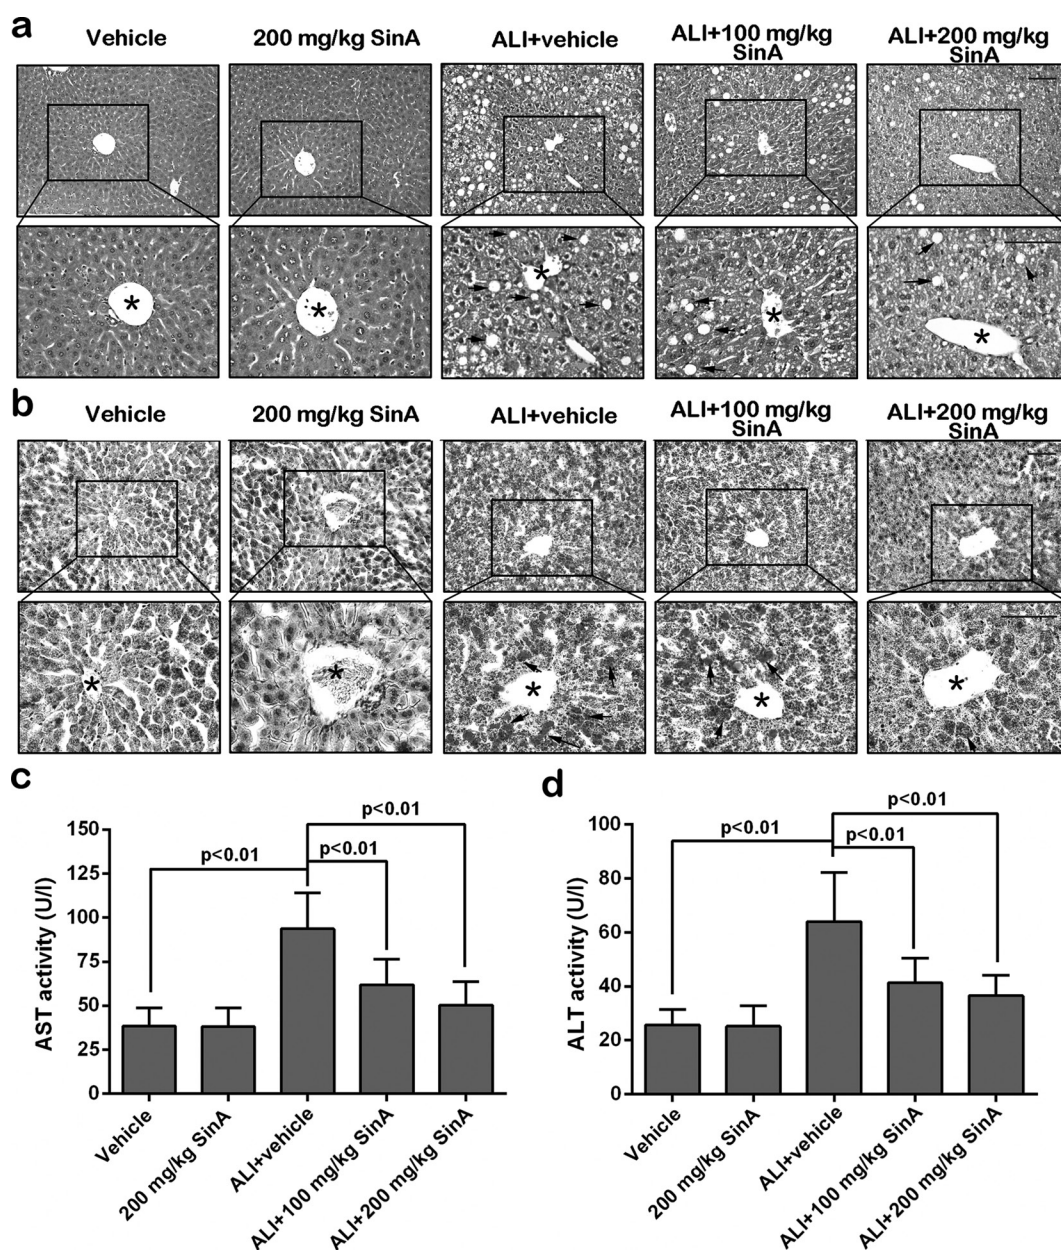 a
Vehicle
200 mg/kg SinA
ALI+vehicle
ALI+100 mg/kg
SinA
ALI+200 mg/kg
SinA
*
*
*
*
*
b
Vehicle
200 mg/kg SinA
ALI+vehicle
ALI+100 mg/kg
SinA
ALI+200 mg/kg
SinA
*
*
*
*
*
c
AST activity (U/l)
150
125
100
75
50
25
0
p<0.01
p<0.01
p<0.01
Vehicle
200 mg/kg SinA
ALI+vehicle
ALI+100 mg/kg SinA
ALI+200 mg/kg SinA
d
ALT activity (U/l)
100
80
60
40
20
0
p<0.01
p<0.01
p<0.01
Vehicle
200 mg/kg SinA
ALI+vehicle
ALI+100 mg/kg SinA
ALI+200 mg/kg SinA